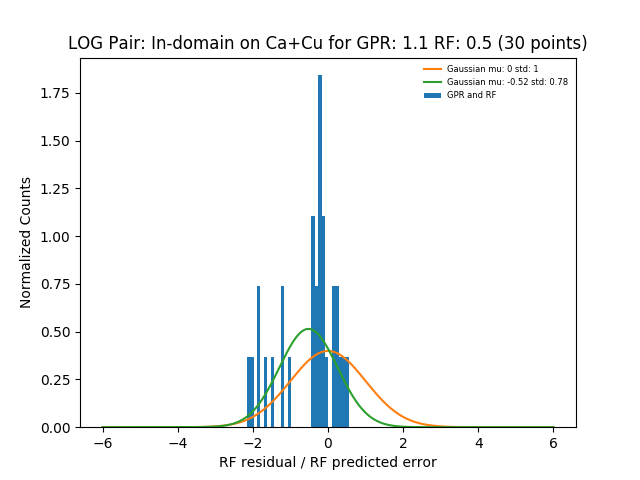 LOG Pair: In-domain on Ca+Cu for GPR: 1.1 RF: 0.5 (30 points)
Gaussian mu: 0 std: 1
Gaussian mu: -0.52 std: 0.78
GPR and RF
Normalized Counts
1.75
1.50
1.25
1.00
0.75
0.50
0.25
0.00
−6 −4 −2 0 2 4 6
RF residual / RF predicted error